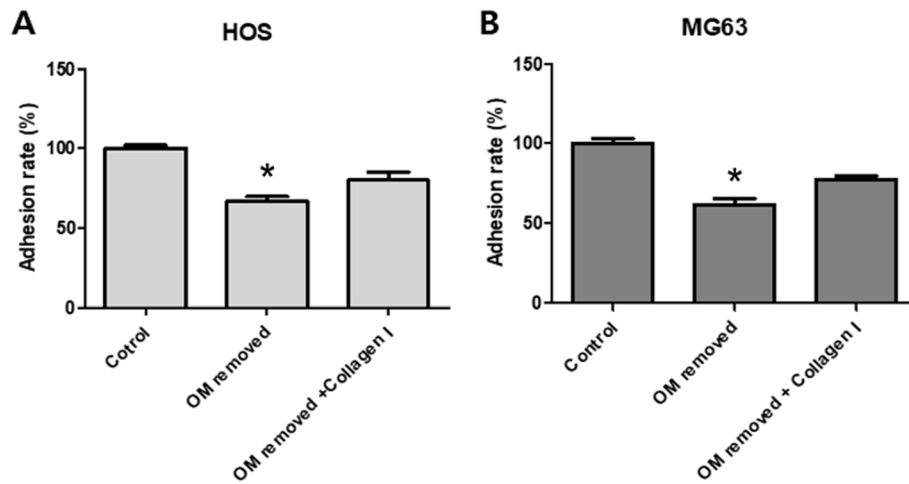 A
HOS
Adhesion rate (%)
150
100
50
0
*
Cotrol
OM removed
OM removed +Collagen I
B
MG63
Adhesion rate (%)
150
100
50
0
*
Control
OM removed
OM removed + Collagen I